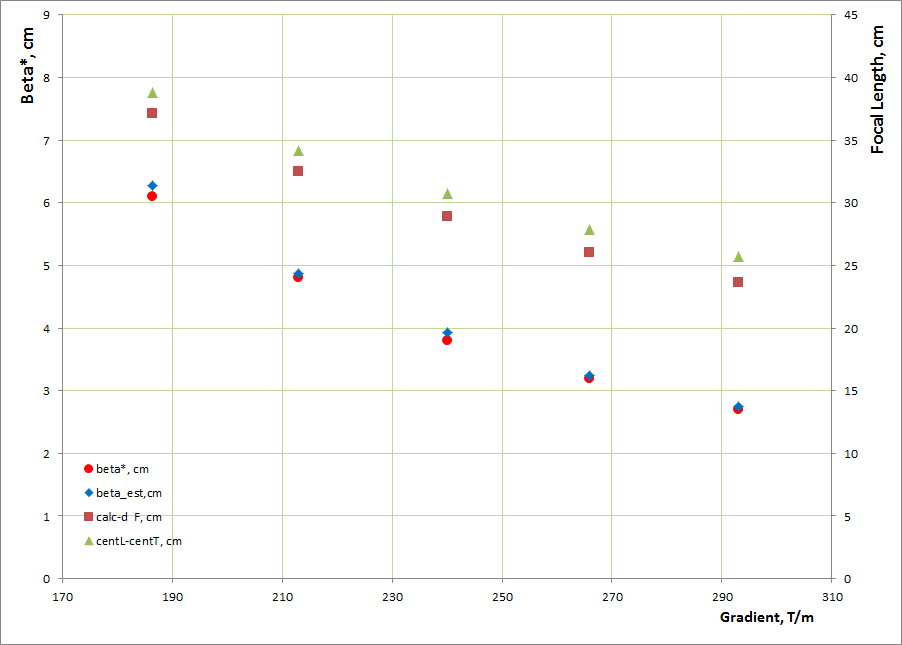 Beta*, cm
9
8
7
6
5
4
3
2
1
0
45
40
35
30
25
20
15
10
5
0
Focal Length, cm
beta*, cm
beta_est,cm
calc-d F, cm
centL-centT, cm
170 190 210 230 250 270 290 310
Gradient, T/m